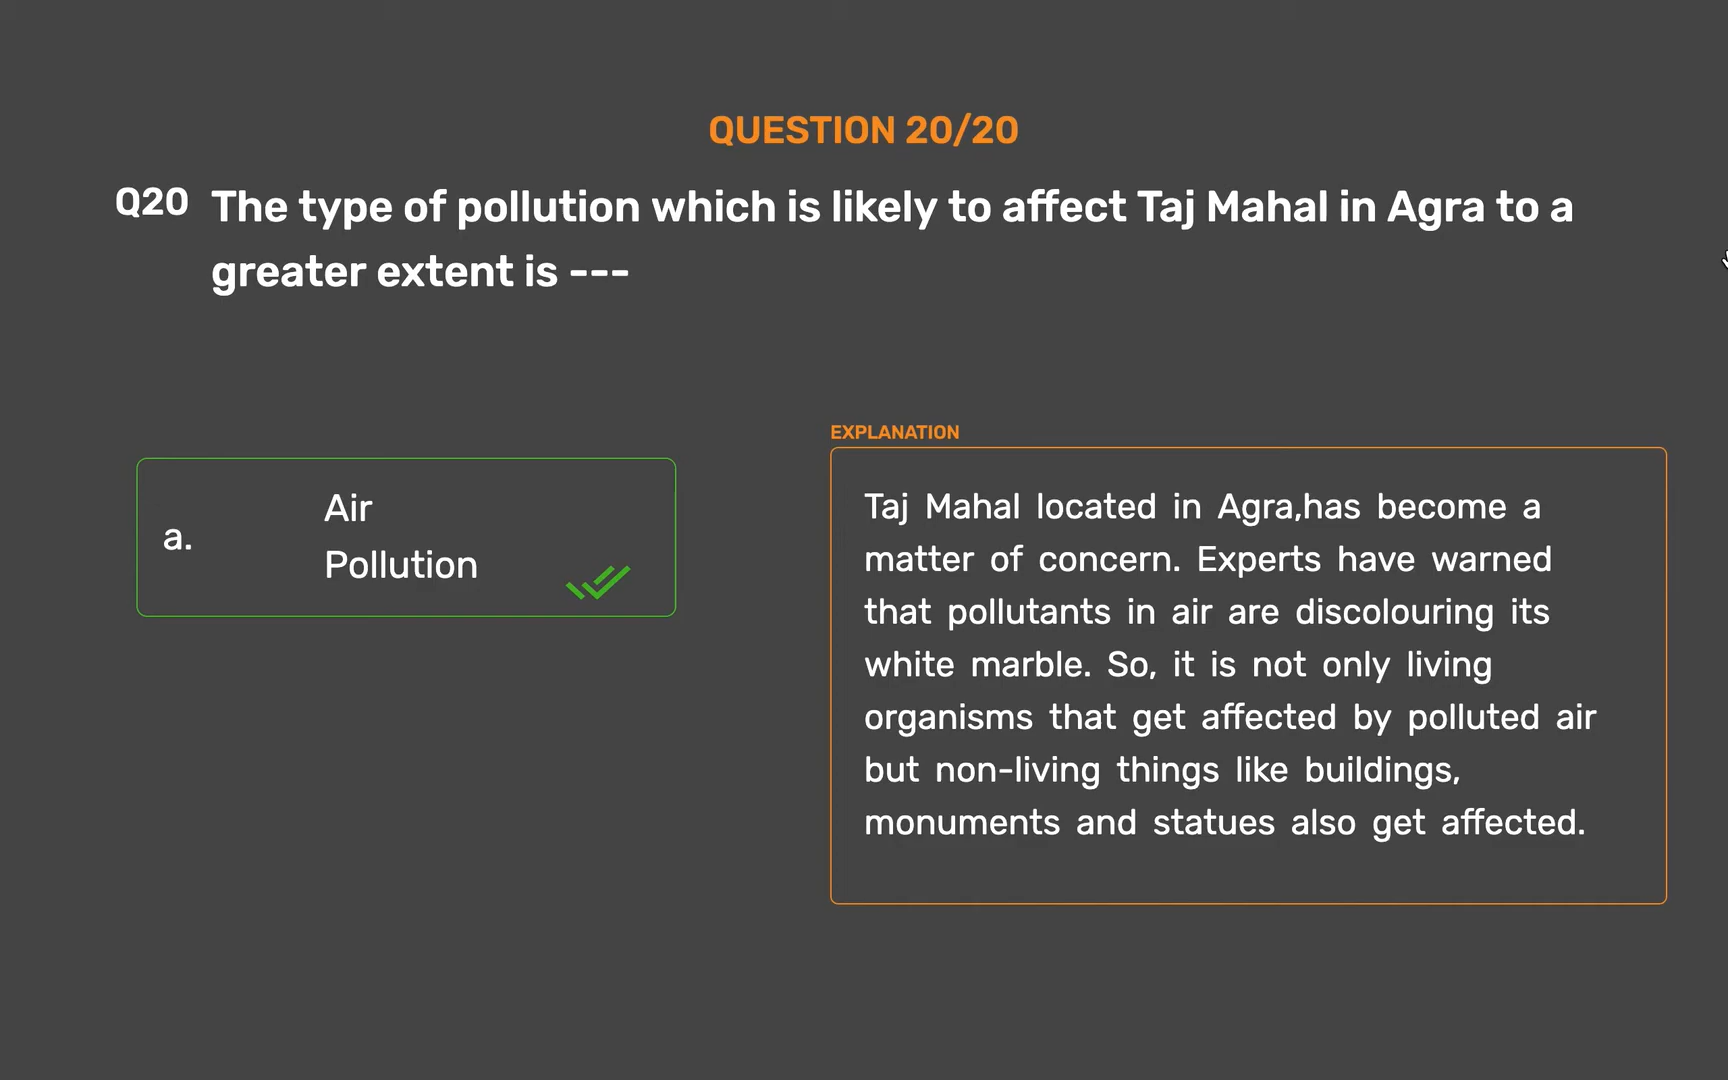 QUESTION 20/20
Q20 The type of pollution which is likely to affect Taj Mahal in Agra to a
greater extent is ---
a.
Air
Pollution
EXPLANATION
Taj Mahal located in Agra,has become a
matter of concern. Experts have warned
that pollutants in air are discolouring its
white marble. So, it is not only living
organisms that get affected by polluted air
but non-living things like buildings,
monuments and statues also get affected.